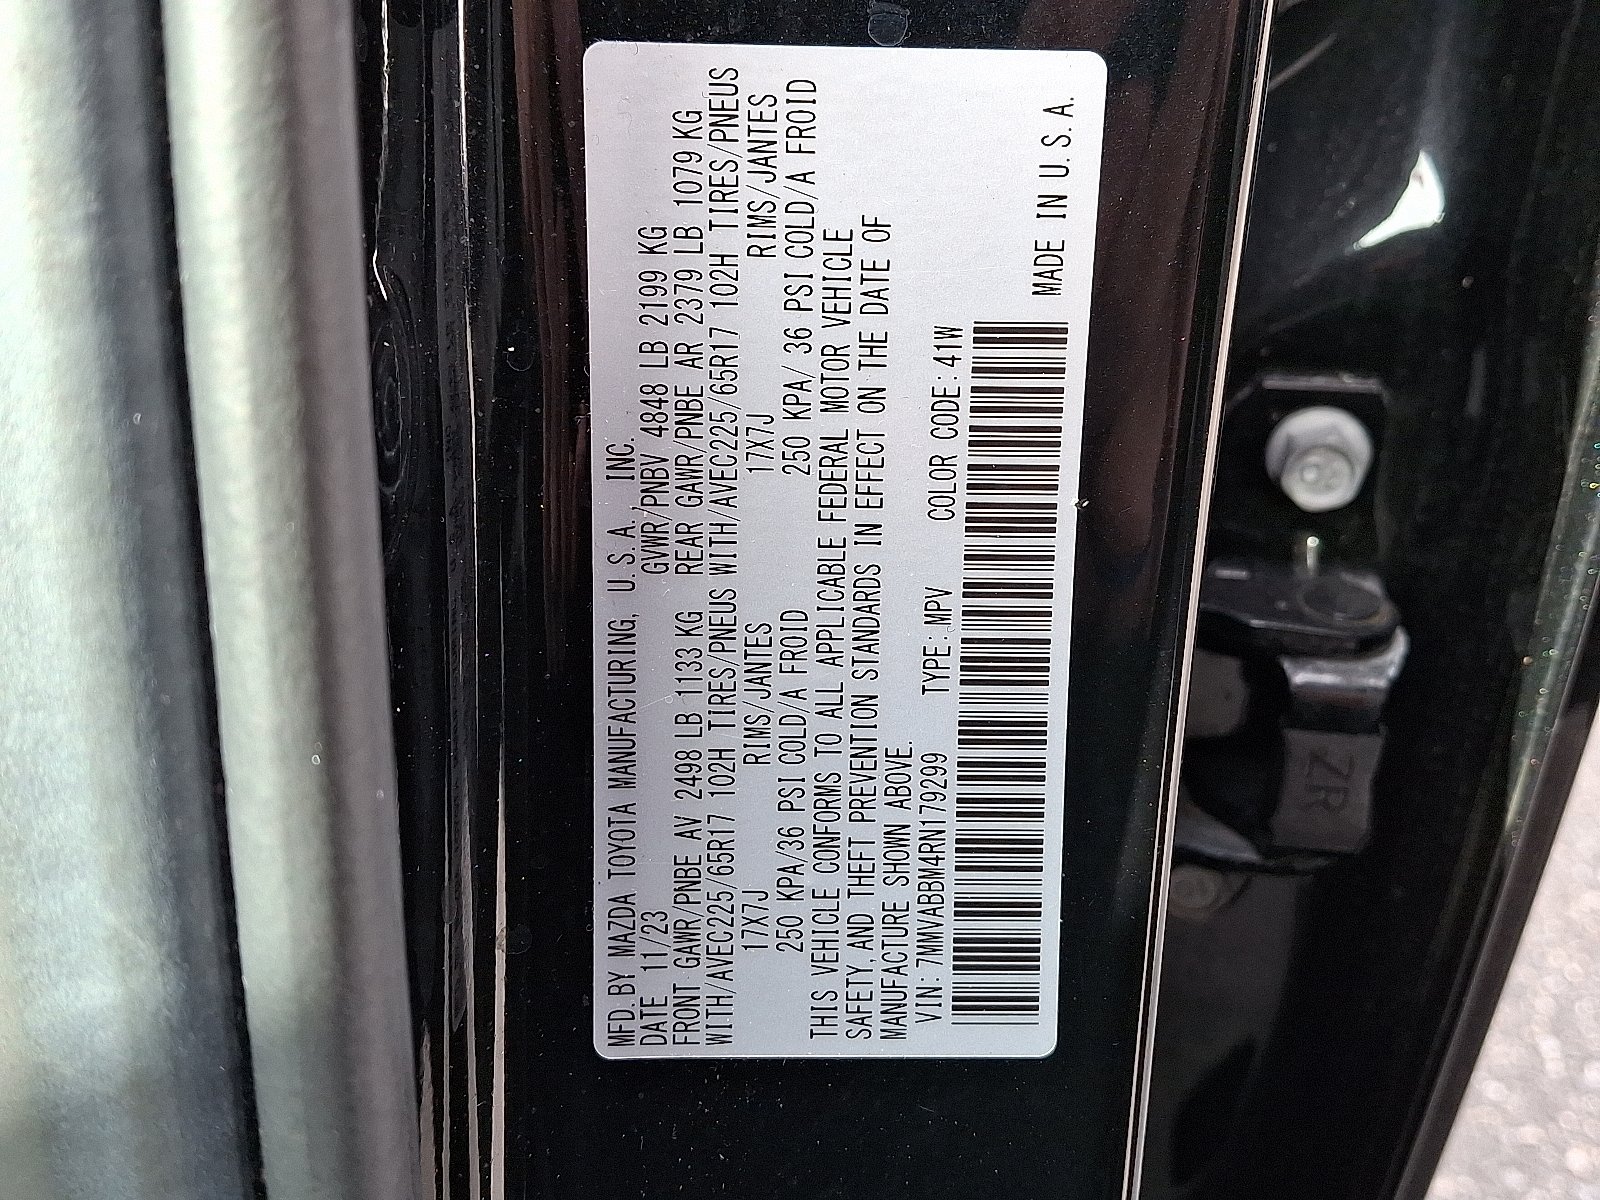 MFD. BY MAZDA TOYOTA MANUFACTURING, U. S. A. , INC.
DATE 11/23 GVWR/PNBV 4848 LB 2199 KG
FRONT GAWR/PNBE AV 2498 LB 1133 KG REAR GAWR/PNBE AR 2379 LB 1079 KG
WITH/AVEC225/65R17 102H TIRES/PNEUS WITH/AVEC225/65R17 102H TIRES/PNEUS
17X7J RIMS/JANTES 17X7J RIMS/JANTES
250 KPA/36 PSI COLD/A FROID 250 KPA/ 36 PSI COLD/A FROID
THIS VEHICLE CONFORMS TO ALL APPLICABLE FEDERAL MOTOR VEHICLE
SAFETY, AND THEFT PREVENTION STANDARDS IN EFFECT ON THE DATE OF
MANUFACTURE SHOWN ABOVE.
VIN: 7MMVABBM4RN179299 TYPE: MPV COLOR CODE: 41W
MADE IN U. S. A.
ZR